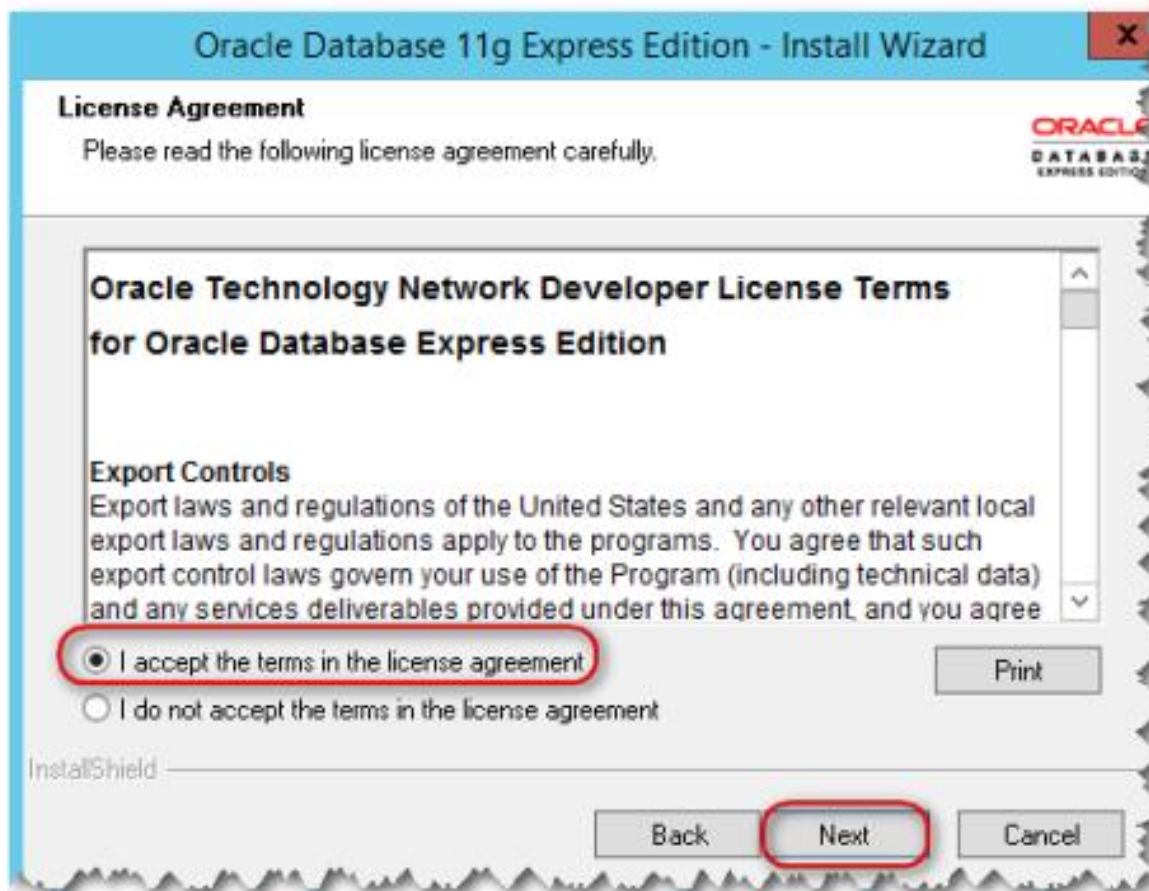 Oracle Database 11g Express Edition - Install Wizard
License Agreement
Please read the following license agreement carefully.
ORACLE
DATABASE
EXPRESS EDITION
Oracle Technology Network Developer License Terms
for Oracle Database Express Edition
Export Controls
Export laws and regulations of the United States and any other relevant local
export laws and regulations apply to the programs. You agree that such
export control laws govern your use of the Program (including technical data)
and any services deliverables provided under this agreement, and you agree
I accept the terms in the license agreement
Print
I do not accept the terms in the license agreement
InstallShield
Back Next Cancel